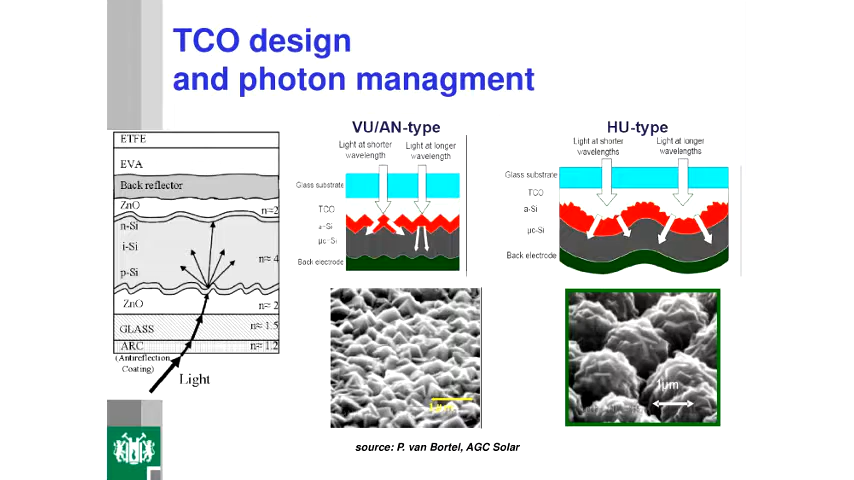 TCO design
and photon managment
ETFE
EVA
Back reflector
ZnO
n≈2
n-Si
i-Si
n≈ 4
p-Si
ZnO
n≈ 2
GLASS
n≈ 1.5
ARC
n≈ 1.2
(Antireflection
Coating)
Light
VU/AN-type
Light at shorter
wavelength
Light at longer
wavelength
Glass substrate
TCO
a-Si
µc-Si
Back electrode
HU-type
Light at shorter
wavelengths
Light at longer
wavelengths
Glass substrate
TCO
a-Si
µc-Si
Back electrode
1µm
source: P. van Bortel, AGC Solar